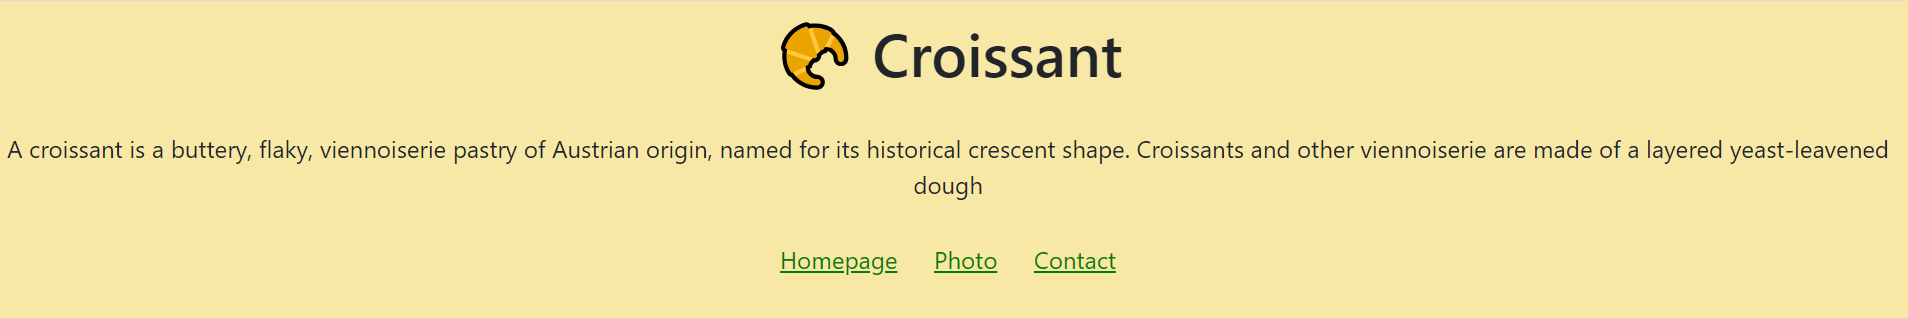 Croissant
A croissant is a buttery, flaky, viennoiserie pastry of Austrian origin, named for its historical crescent shape. Croissants and other viennoiserie are made of a layered yeast-leavened
dough
Homepage Photo Contact